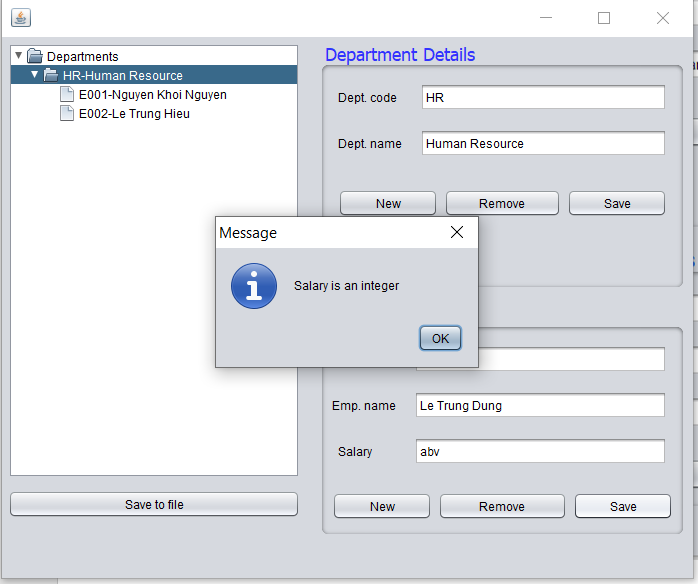 Departments
HR-Human Resource
E001-Nguyen Khoi Nguyen
E002-Le Trung Hieu
Save to file
Department Details
Dept. code HR
Dept. name Human Resource
New Remove Save
Message
Salary is an integer
OK
Emp. name Le Trung Dung
Salary abv
New Remove Save